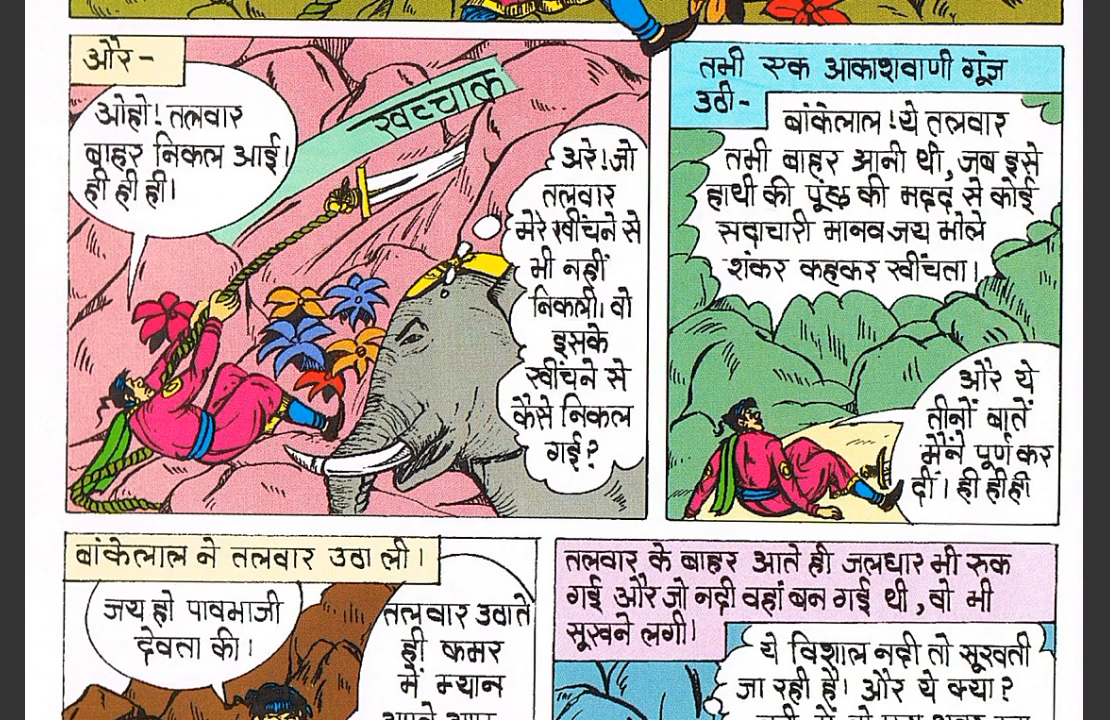 और-
ओहो! तलवार
बाहर निकल आई!
ही ही ही।
खच्चाक
अरे! जो
तलवार
मेरे खींचने से
भी नहीं
निकली। वो
इसके
खींचने से
कैसे निकल
गई?
तभी एक आकाशवाणी गूंज
उठी-
बांकेलाल! ये तलवार
तभी बाहर आनी थी, जब इसे
हाथी की पूंछ की मदद से कोई
सदाचारी मानव जय भोले
शंकर कहकर खींचता।
और ये
तीनों बातें
मैंने पूर्ण कर
दीं। ही ही ही
बांकेलाल ने तलवार उठा ली।
जय हो पावभाजी
देवता की।
तलवार उठाते
ही कमर
में म्यान
अपने आप
तलवार के बाहर आते ही जलधार भी रुक
गई और जो नदी वहां बन गई थी, वो भी
सूखने लगी।
ये विशाल नदी तो सूखती
जा रही है। और ये क्या?